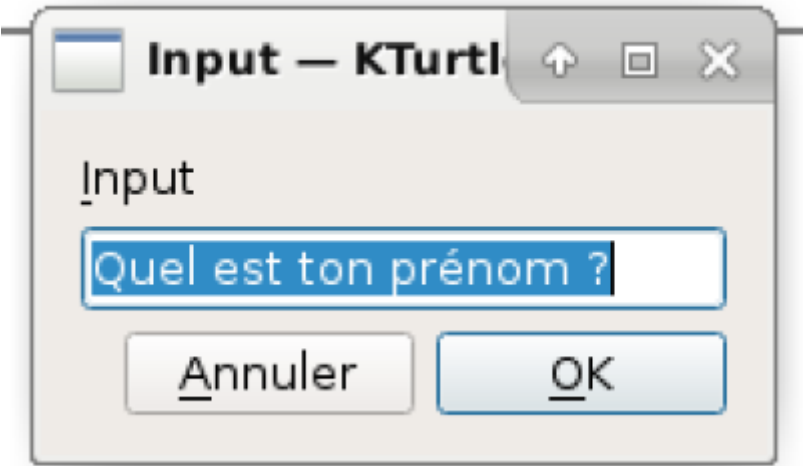 Input — KTurtl
Input
Quel est ton prénom ?
Annuler OK